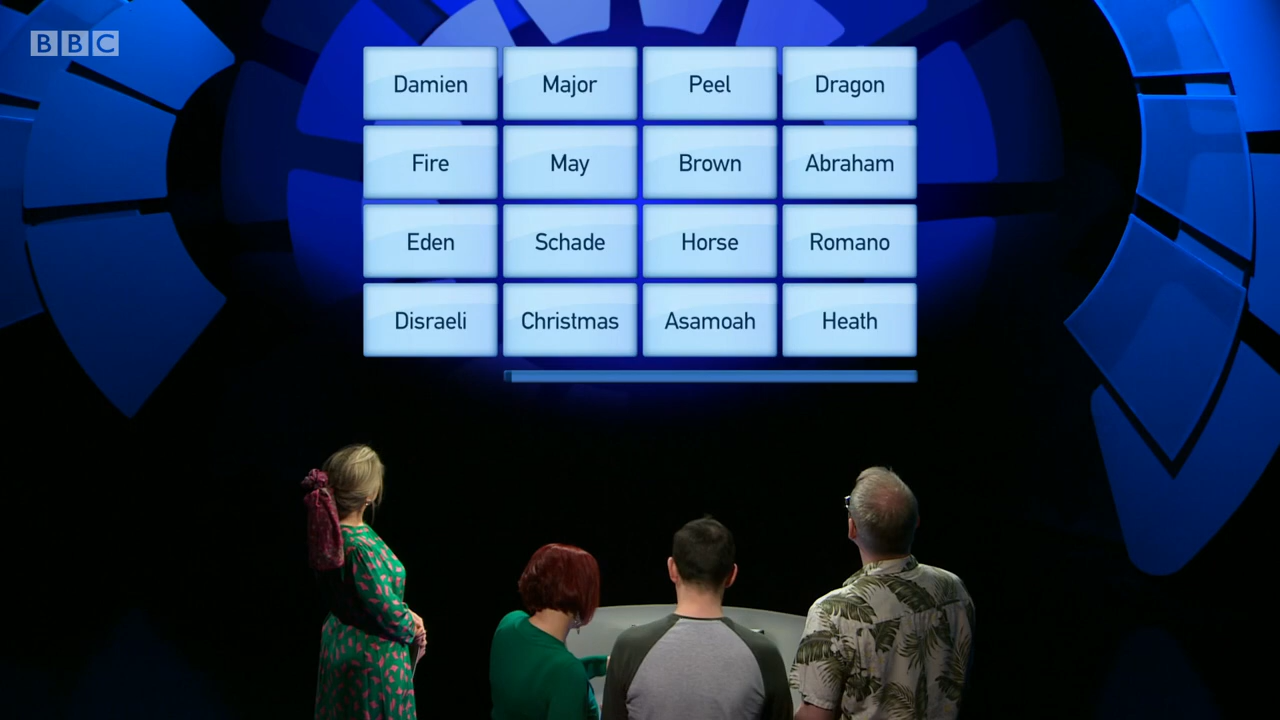 BBC
Damien Major Peel Dragon
Fire May Brown Abraham
Eden Schade Horse Romano
Disraeli Christmas Asamoah Heath